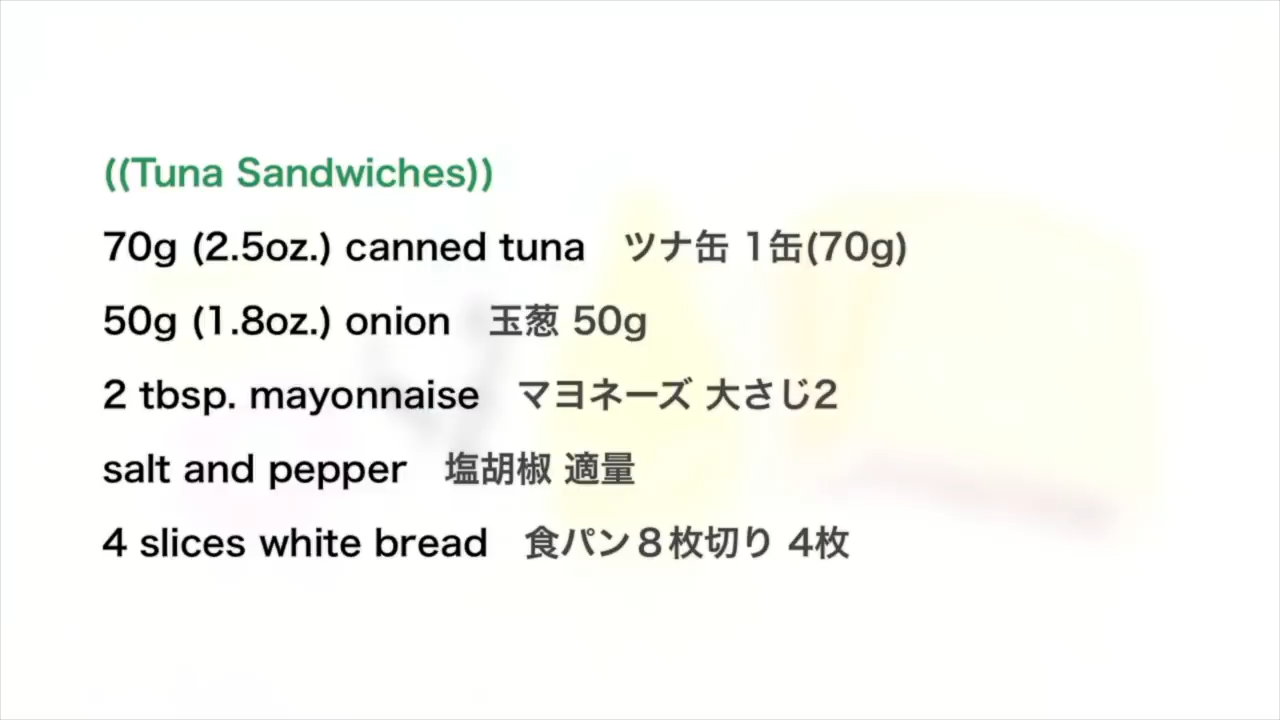 ((Tuna Sandwiches))
70g (2.5oz.) canned tuna　ツナ缶 1缶(70g)
50g (1.8oz.) onion　玉葱 50g
2 tbsp. mayonnaise　マヨネーズ 大さじ2
salt and pepper　塩胡椒 適量
4 slices white bread　食パン８枚切り 4枚